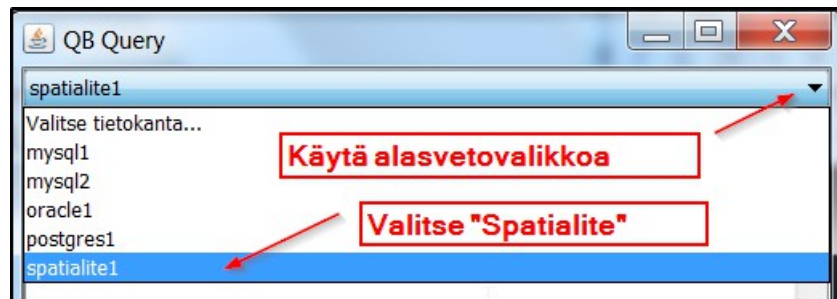 QB Query
spatialite1
Valitse tietokanta...
mysql1
Käytä alasvetovalikkoa
mysql2
oracle1
Valitse "Spatialite"
postgres1
spatialite1